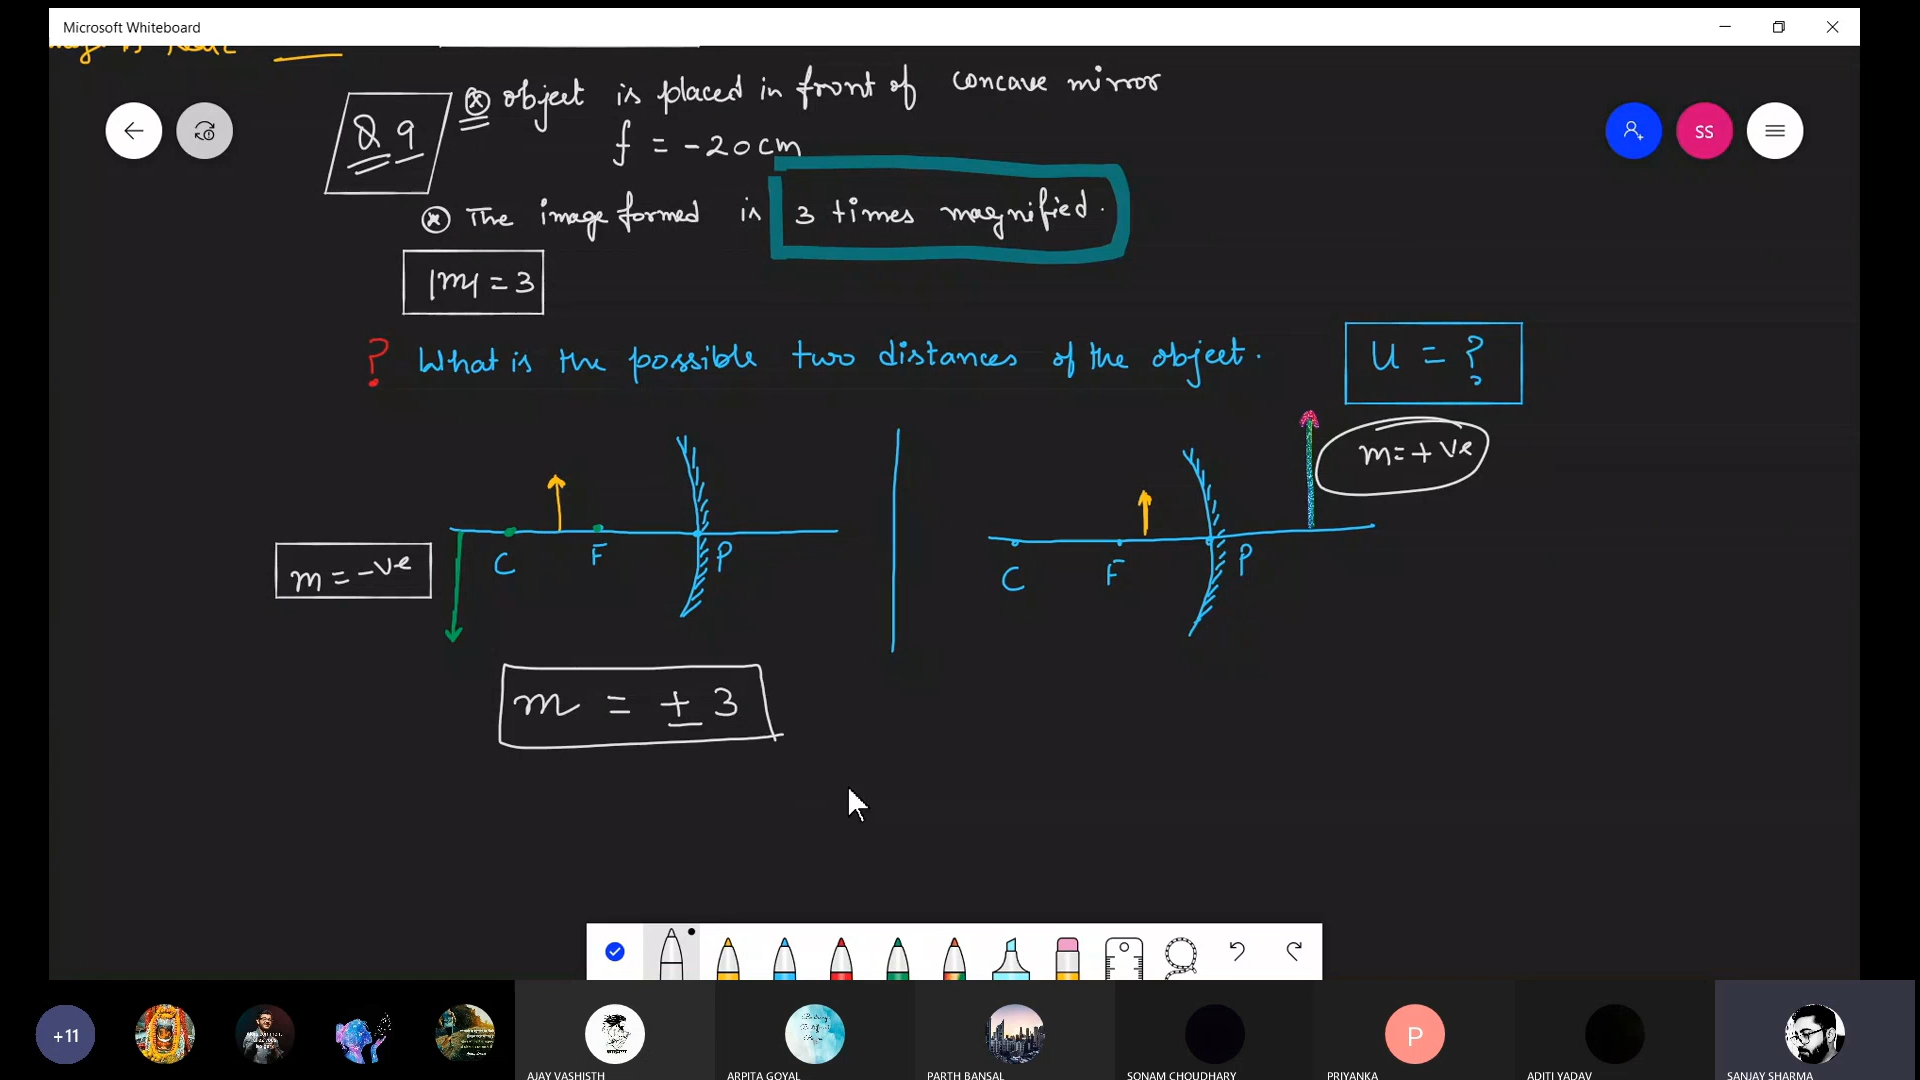 Microsoft Whiteboard
Q 9
object is placed in front of concave mirror
f = -20 cm
The image formed is 3 times magnified.
|m| = 3
? What is the possible two distances of the object.
u = ?
m = + ve
C F P
C F P
m = -ve
m = ± 3
SS
+11
P
AJAY VASHISTH ARPITA GOYAL PARTH BANSAL SONAM CHOUDHARY PRIYANKA ADITI YADAV SANJAY SHARMA